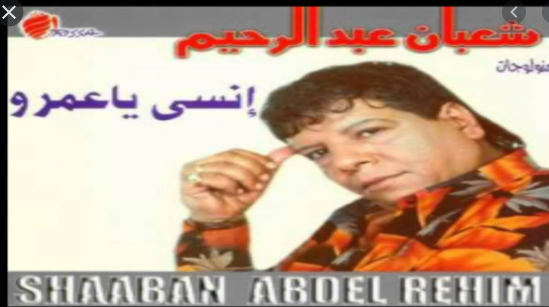 شعبان عبد الرحيم
منولوجات
إنسى ياعمرو
SHAABAN ABDEL REHIM